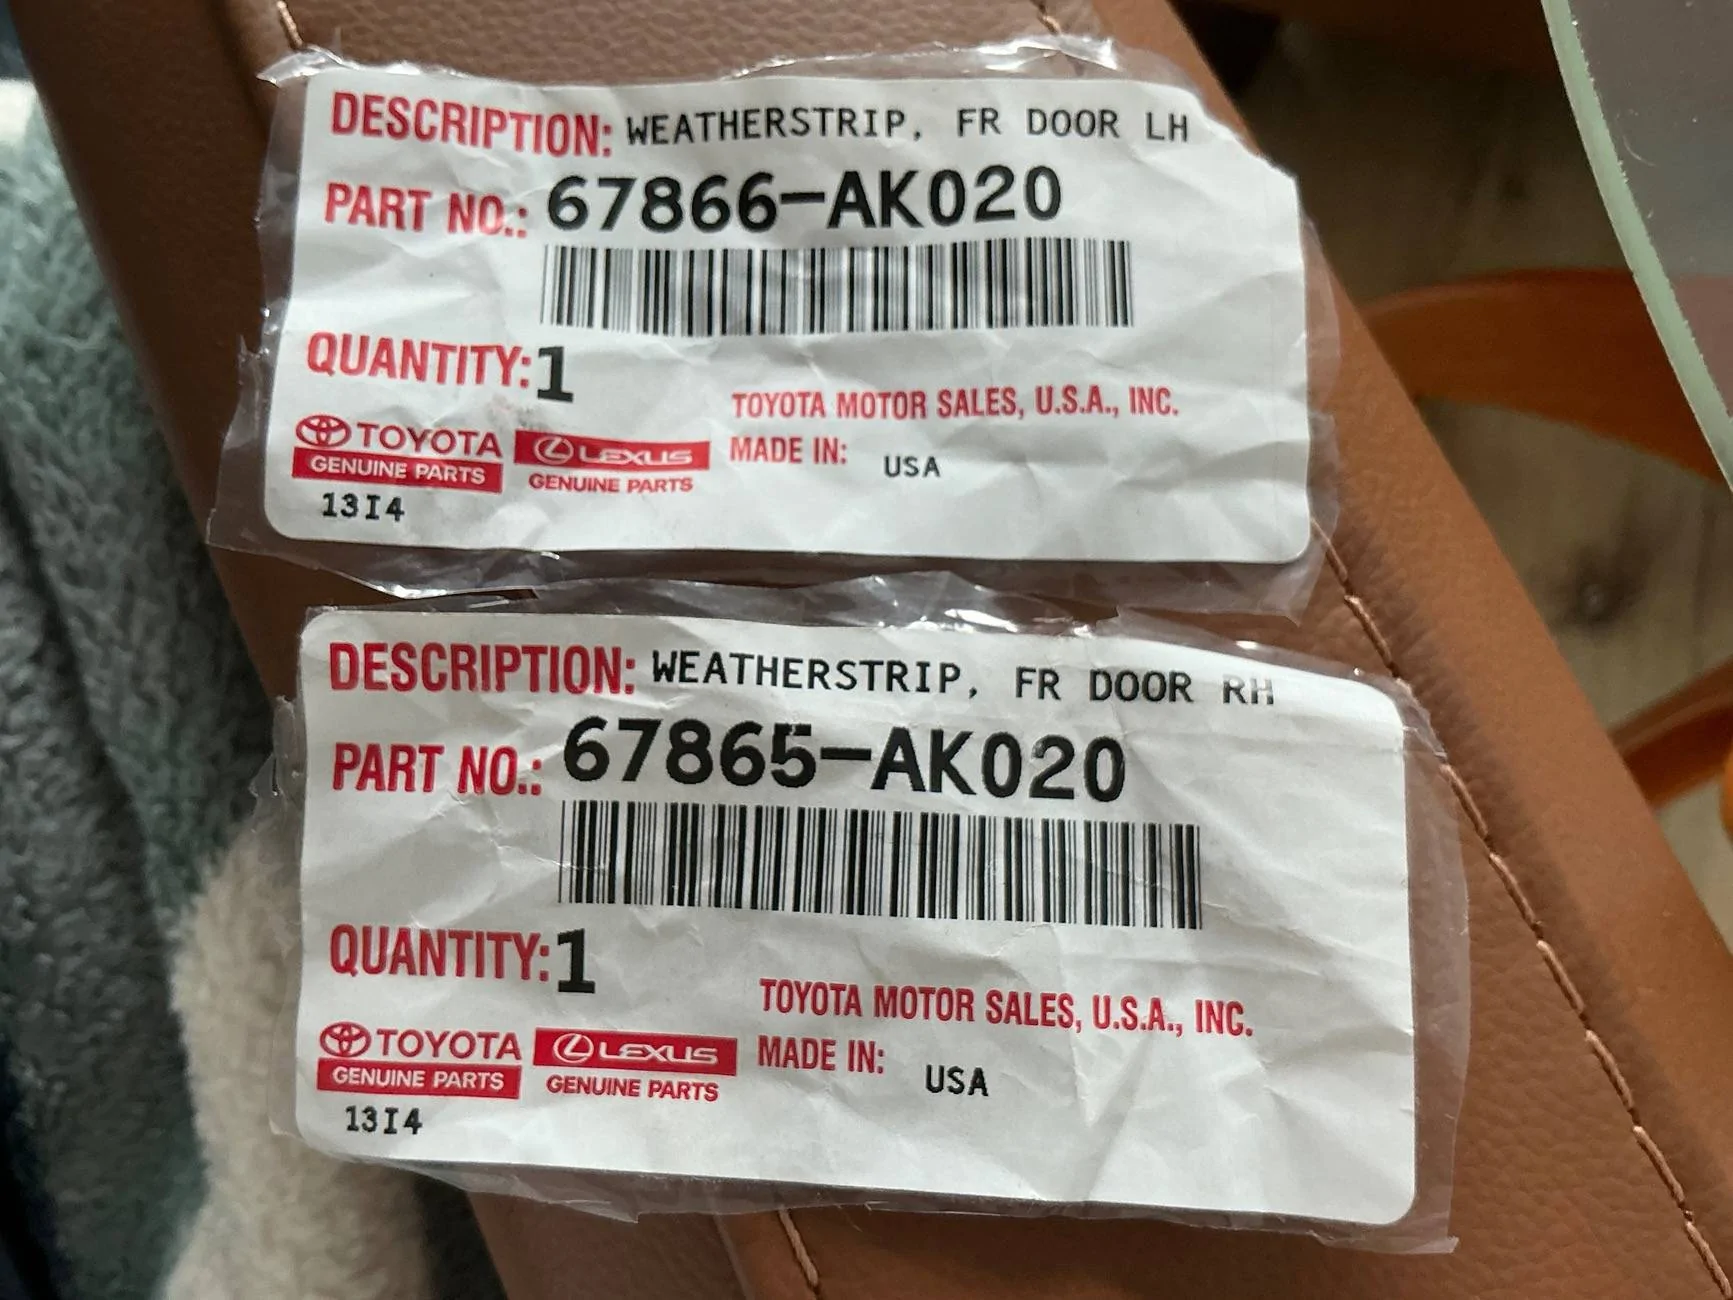 DESCRIPTION: WEATHERSTRIP, FR DOOR LH
PART NO.: 67866-AK020
QUANTITY: 1
TOYOTA MOTOR SALES, U.S.A., INC.
TOYOTA LEXUS MADE IN: USA
GENUINE PARTS GENUINE PARTS
13I4
DESCRIPTION: WEATHERSTRIP, FR DOOR RH
PART NO.: 67865-AK020
QUANTITY: 1
TOYOTA MOTOR SALES, U.S.A., INC.
TOYOTA LEXUS MADE IN: USA
GENUINE PARTS GENUINE PARTS
13I4